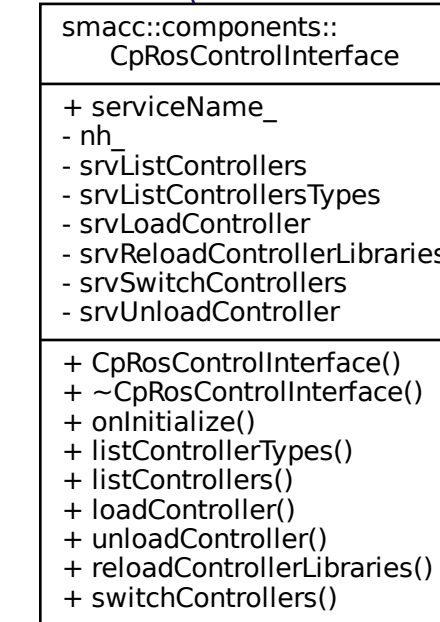 smacc::components::
CpRosControlInterface
+ serviceName_
- nh_
- srvListControllers
- srvListControllersTypes
- srvLoadController
- srvReloadControllerLibraries
- srvSwitchControllers
- srvUnloadController
+ CpRosControlInterface()
+ ~CpRosControlInterface()
+ onInitialize()
+ listControllerTypes()
+ listControllers()
+ loadController()
+ unloadController()
+ reloadControllerLibraries()
+ switchControllers()